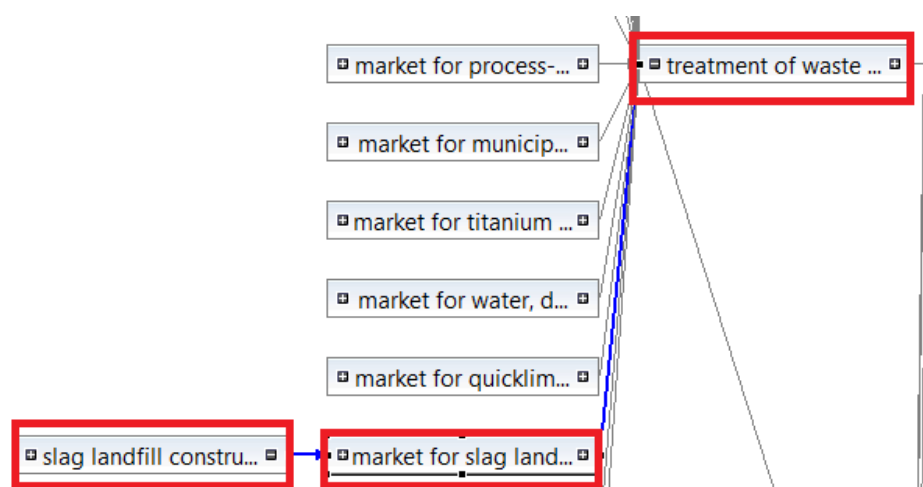 market for process-...
treatment of waste ...
market for municip...
market for titanium ...
market for water, d...
market for quicklim...
slag landfill constru...
market for slag land...